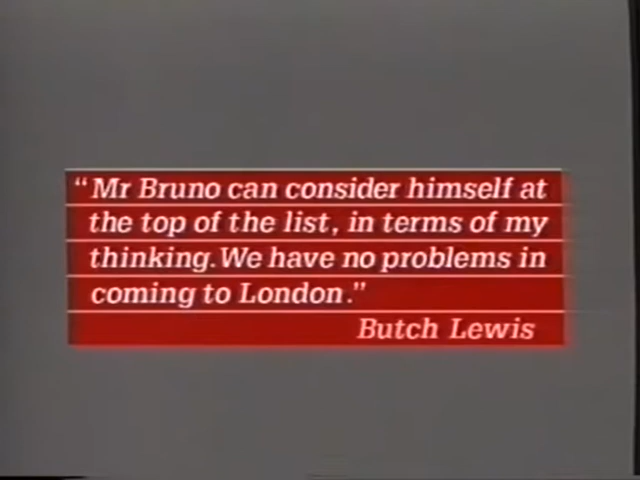 “Mr Bruno can consider himself at
the top of the list, in terms of my
thinking. We have no problems in
coming to London.”
Butch Lewis